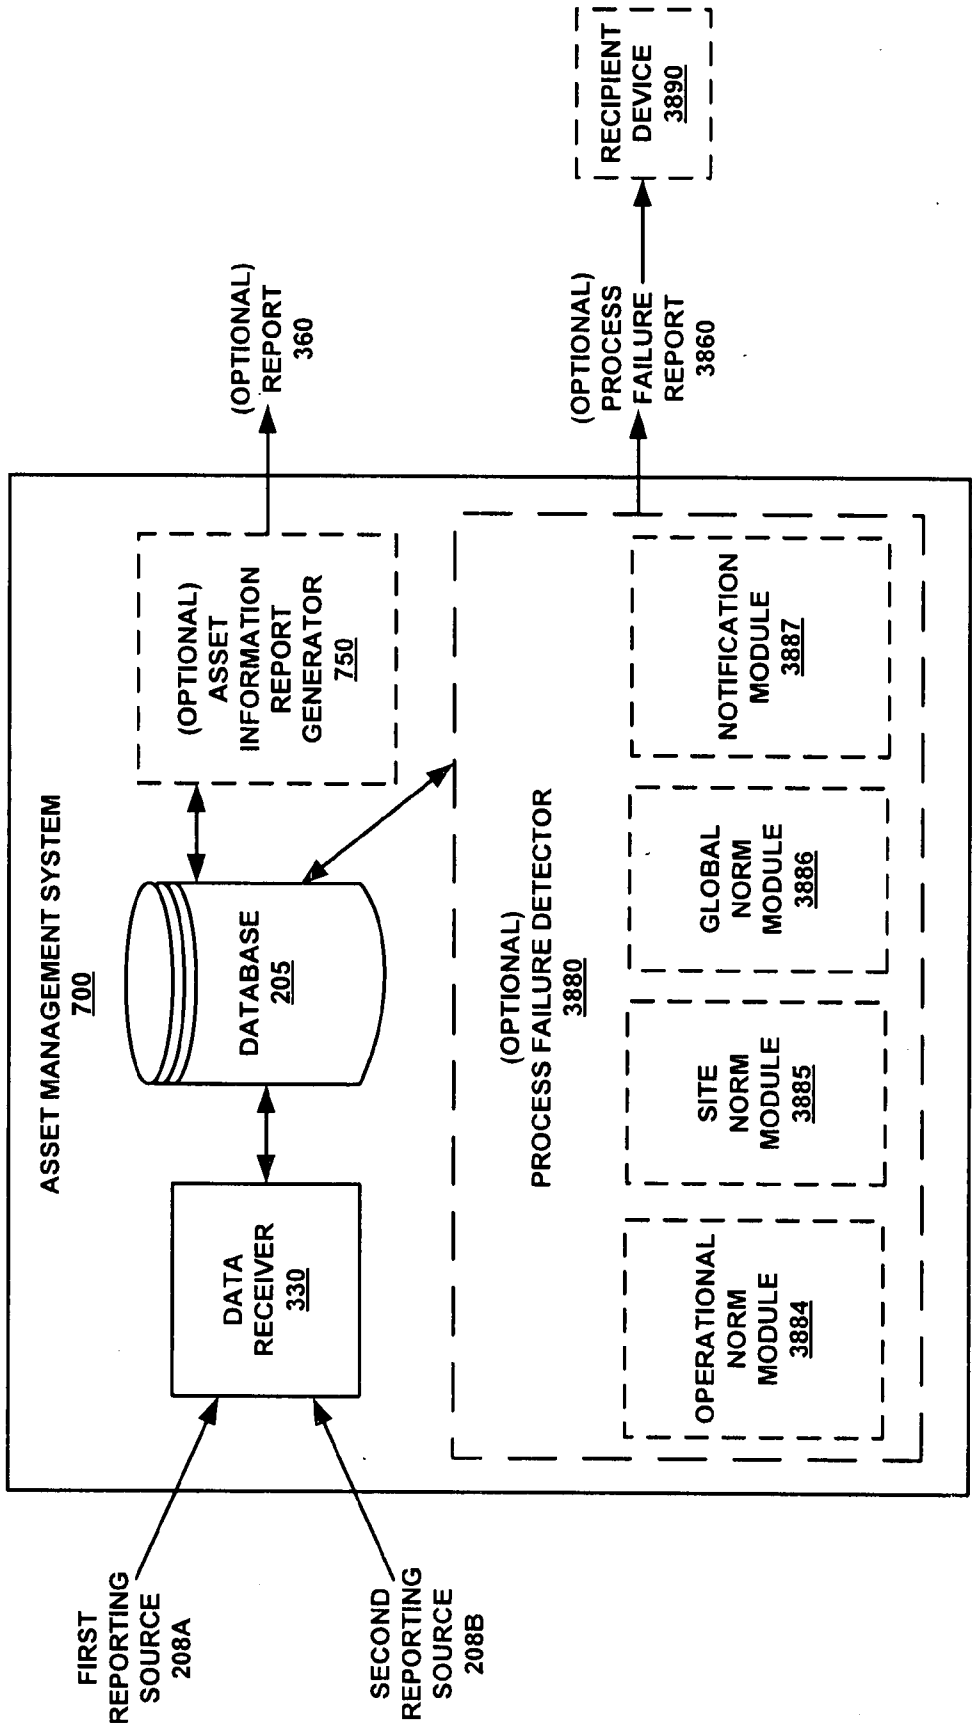 ASSET MANAGEMENT SYSTEM
700
FIRST
REPORTING
SOURCE
208A
SECOND
REPORTING
SOURCE
208B
DATA
RECEIVER
330
DATABASE
205
(OPTIONAL)
ASSET
INFORMATION
REPORT
GENERATOR
750
(OPTIONAL)
REPORT
360
(OPTIONAL)
PROCESS FAILURE DETECTOR
3880
OPERATIONAL
NORM
MODULE
3884
SITE
NORM
MODULE
3885
GLOBAL
NORM
MODULE
3886
NOTIFICATION
MODULE
3887
(OPTIONAL)
PROCESS
FAILURE
REPORT
3860
RECIPIENT
DEVICE
3890